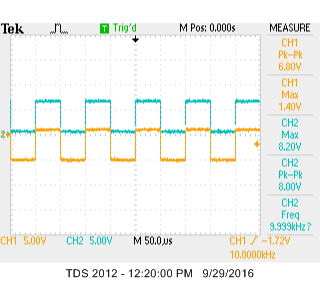 Tek Trig'd M Pos: 0.000s MEASURE
CH1
Pk-Pk
6.80V
CH1
Max
1.40V
CH2
Max
8.20V
CH2
Pk-Pk
8.00V
CH2
Freq
9.999kHz?
2
CH1 5.00V CH2 5.00V M 50.0µs CH1 -1.72V
10.0000kHz
TDS 2012 - 12:20:00 PM 9/29/2016